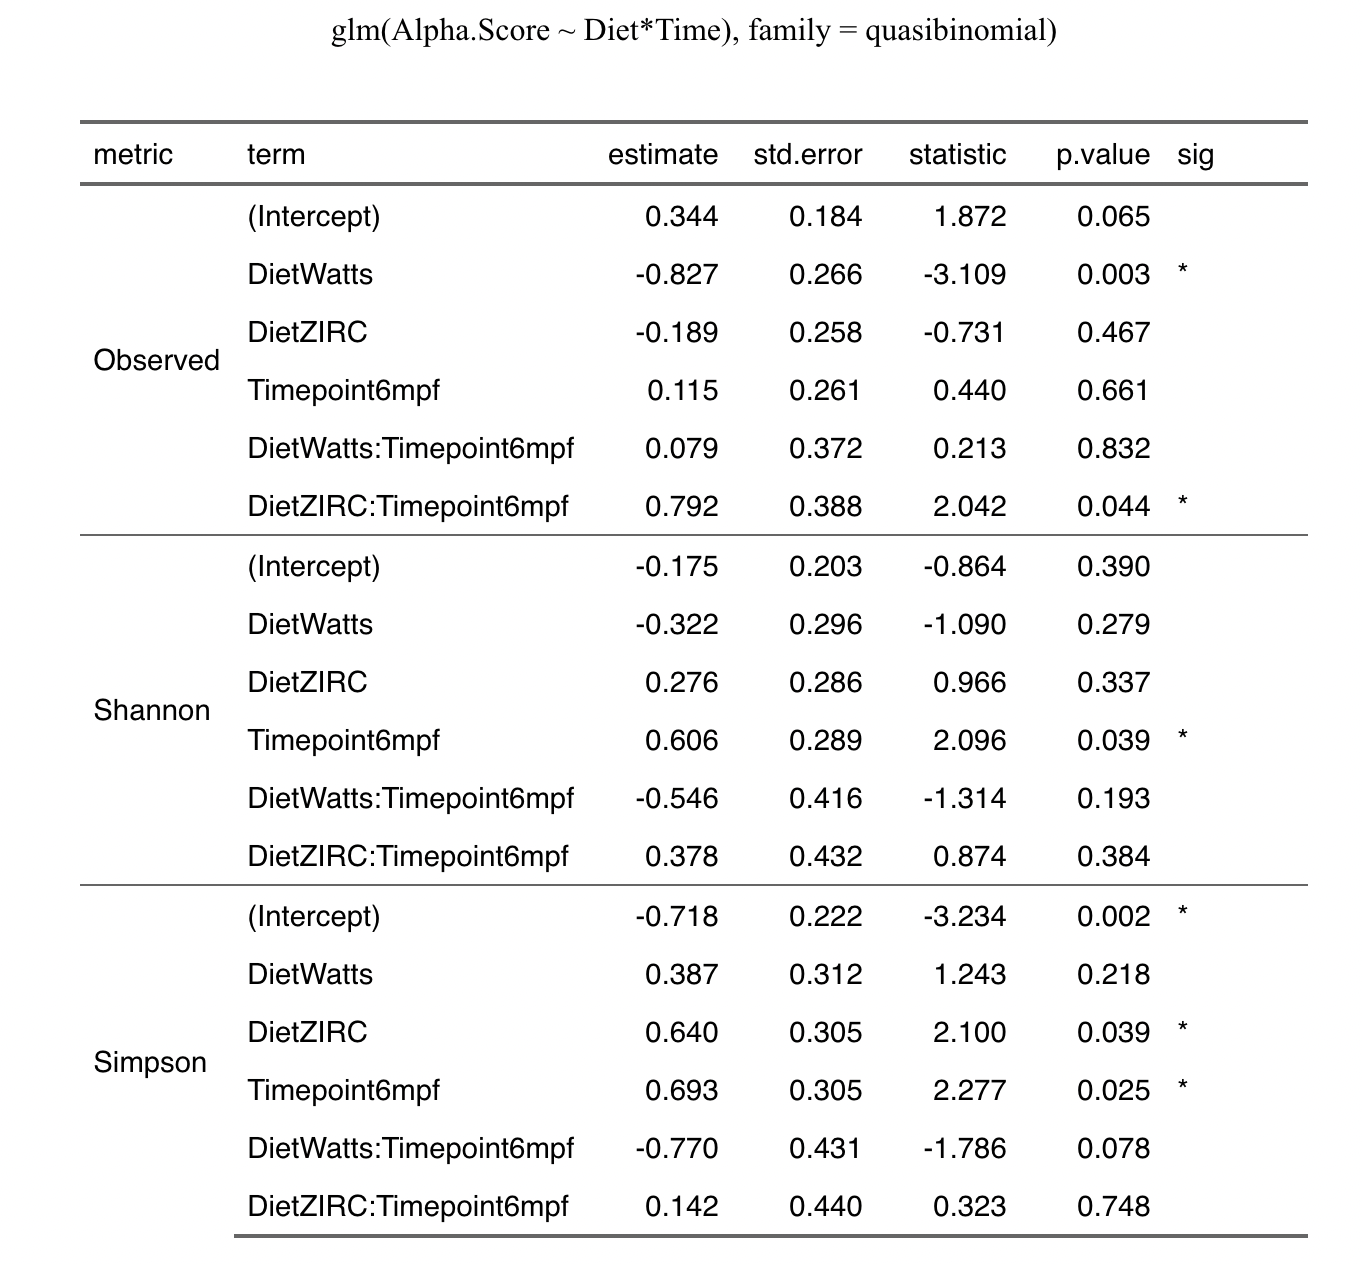 glm(Alpha.Score ~ Diet*Time), family = quasibinomial)
metric term estimate std.error statistic p.value sig
Observed
(Intercept) 0.344 0.184 1.872 0.065
DietWatts -0.827 0.266 -3.109 0.003 *
DietZIRC -0.189 0.258 -0.731 0.467
Timepoint6mpf 0.115 0.261 0.440 0.661
DietWatts:Timepoint6mpf 0.079 0.372 0.213 0.832
DietZIRC:Timepoint6mpf 0.792 0.388 2.042 0.044 *
Shannon
(Intercept) -0.175 0.203 -0.864 0.390
DietWatts -0.322 0.296 -1.090 0.279
DietZIRC 0.276 0.286 0.966 0.337
Timepoint6mpf 0.606 0.289 2.096 0.039 *
DietWatts:Timepoint6mpf -0.546 0.416 -1.314 0.193
DietZIRC:Timepoint6mpf 0.378 0.432 0.874 0.384
Simpson
(Intercept) -0.718 0.222 -3.234 0.002 *
DietWatts 0.387 0.312 1.243 0.218
DietZIRC 0.640 0.305 2.100 0.039 *
Timepoint6mpf 0.693 0.305 2.277 0.025 *
DietWatts:Timepoint6mpf -0.770 0.431 -1.786 0.078
DietZIRC:Timepoint6mpf 0.142 0.440 0.323 0.748